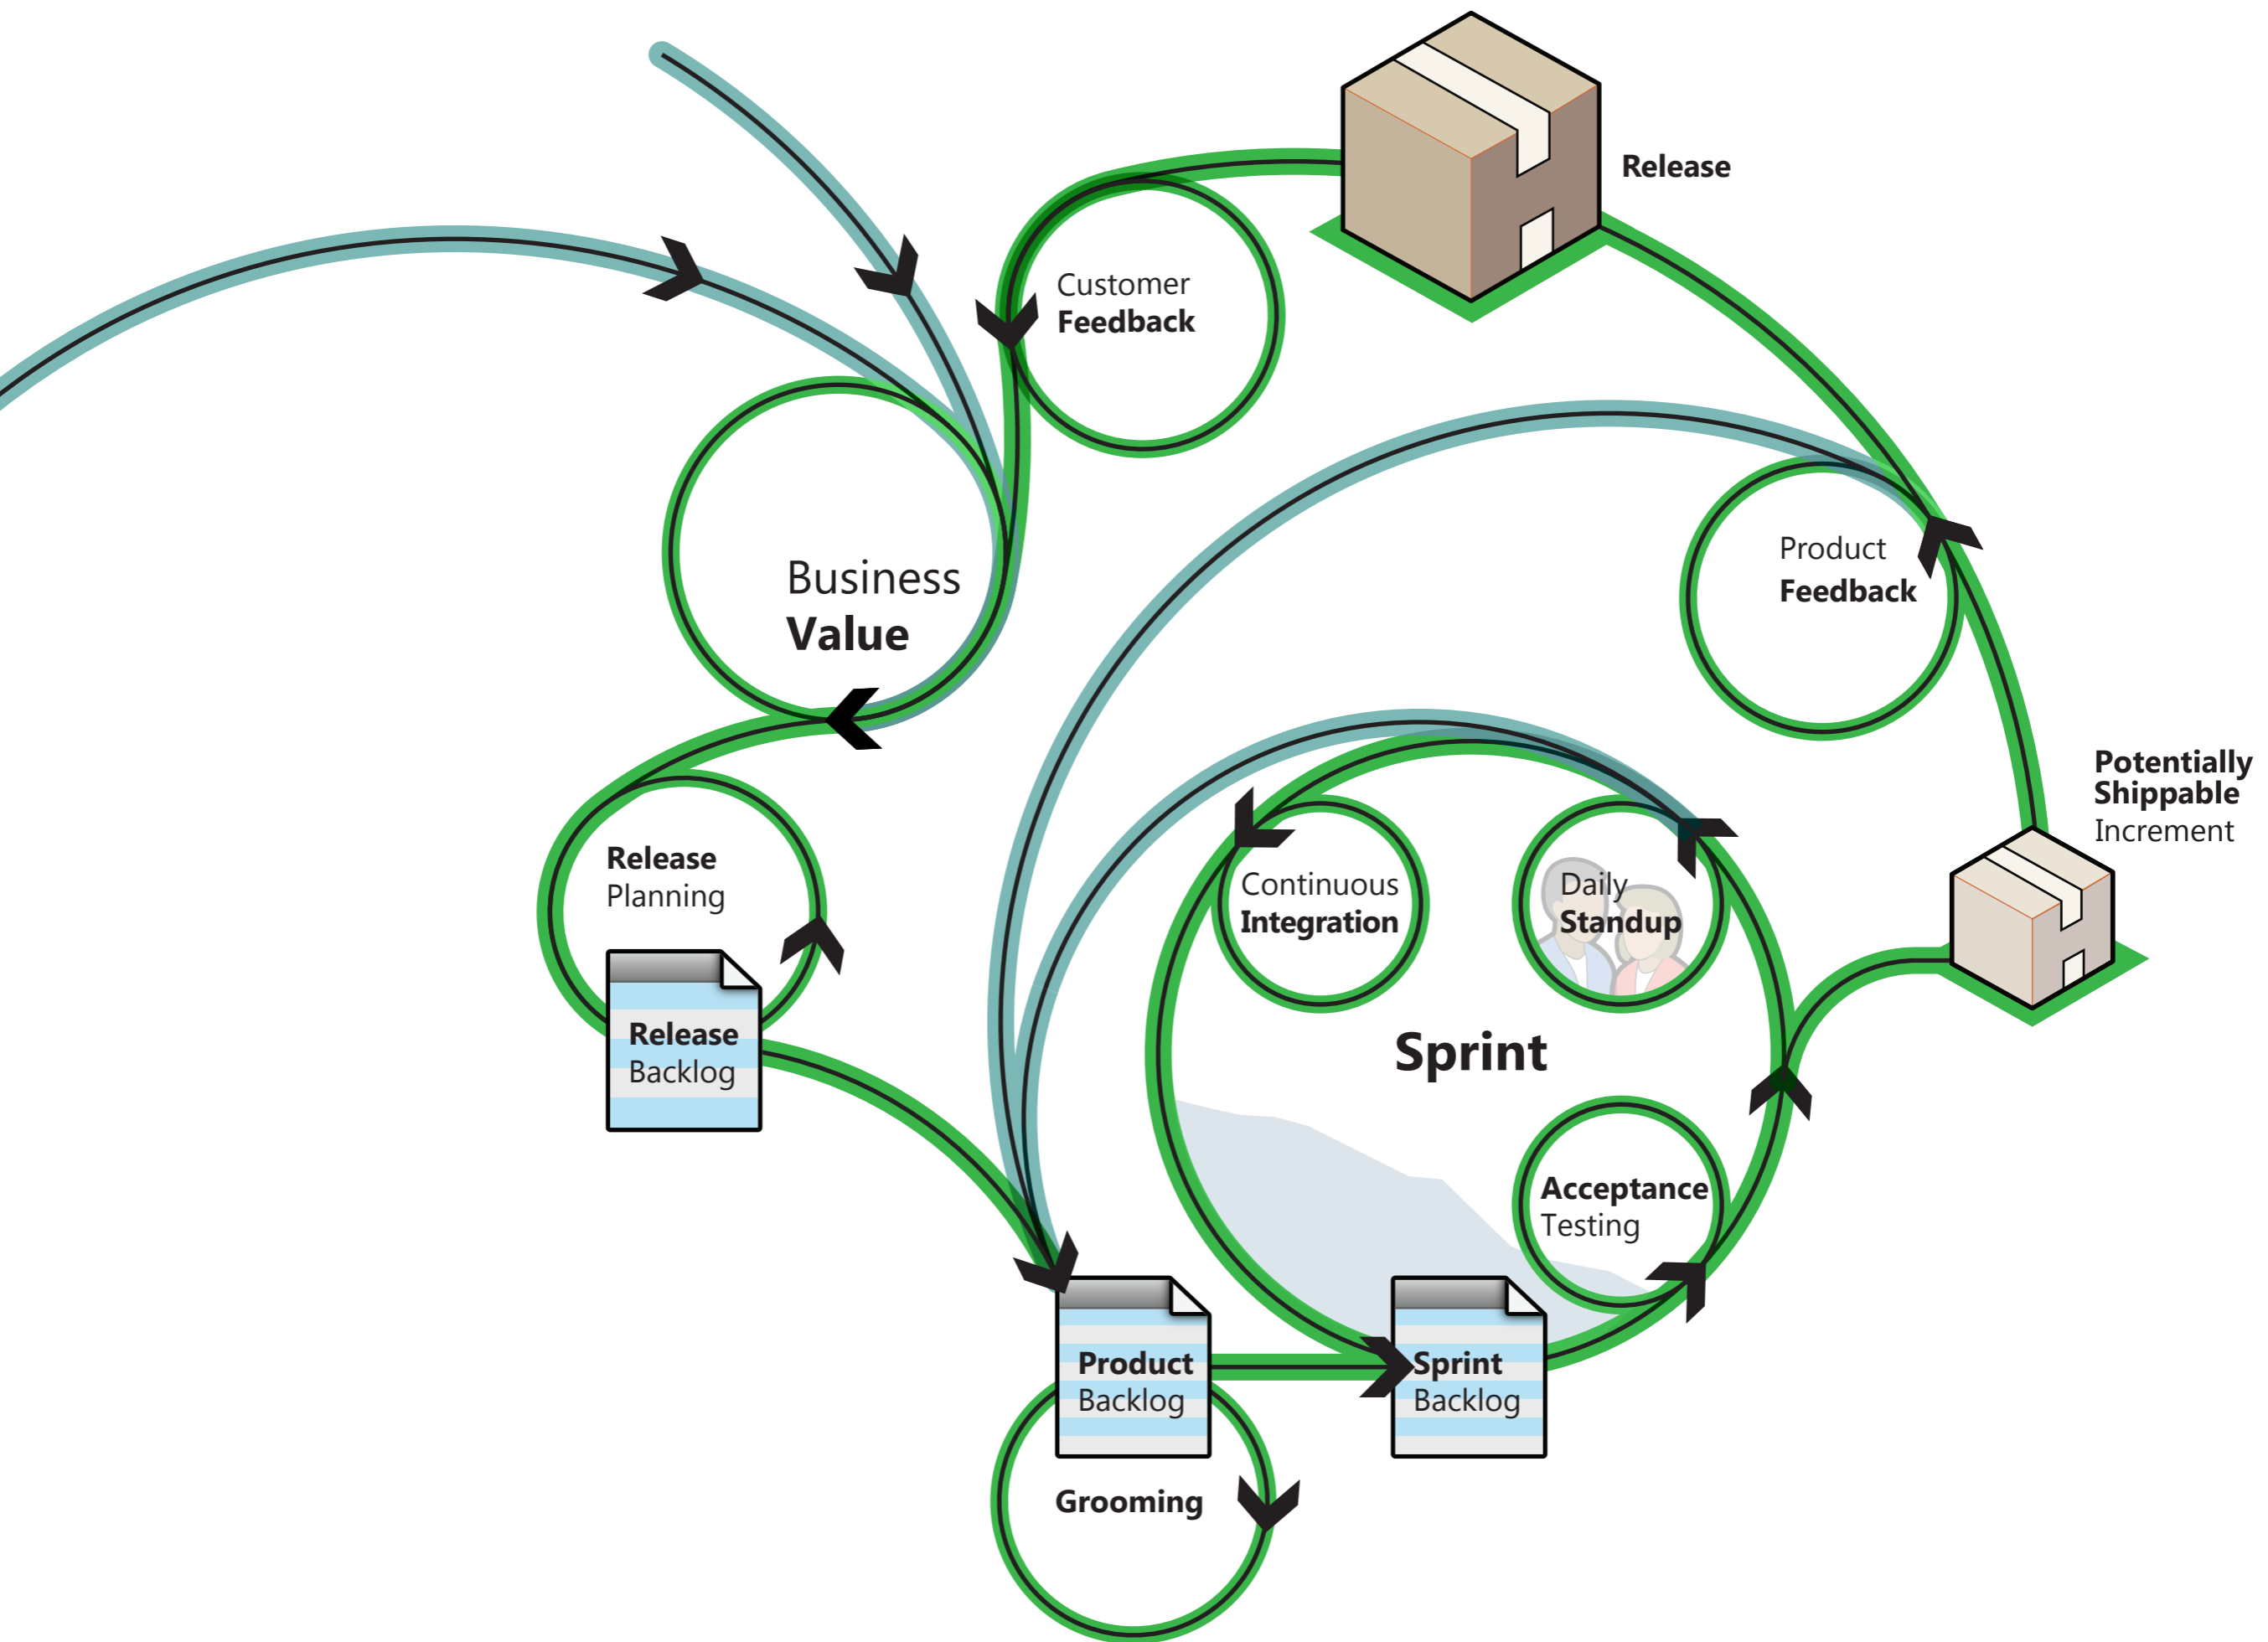 Release
Customer
Feedback
Product
Feedback
Business
Value
Potentially
Shippable
Increment
Release
Planning
Continuous
Integration
Daily
Standup
Release
Backlog
Sprint
Acceptance
Testing
Product
Backlog
Sprint
Backlog
Grooming